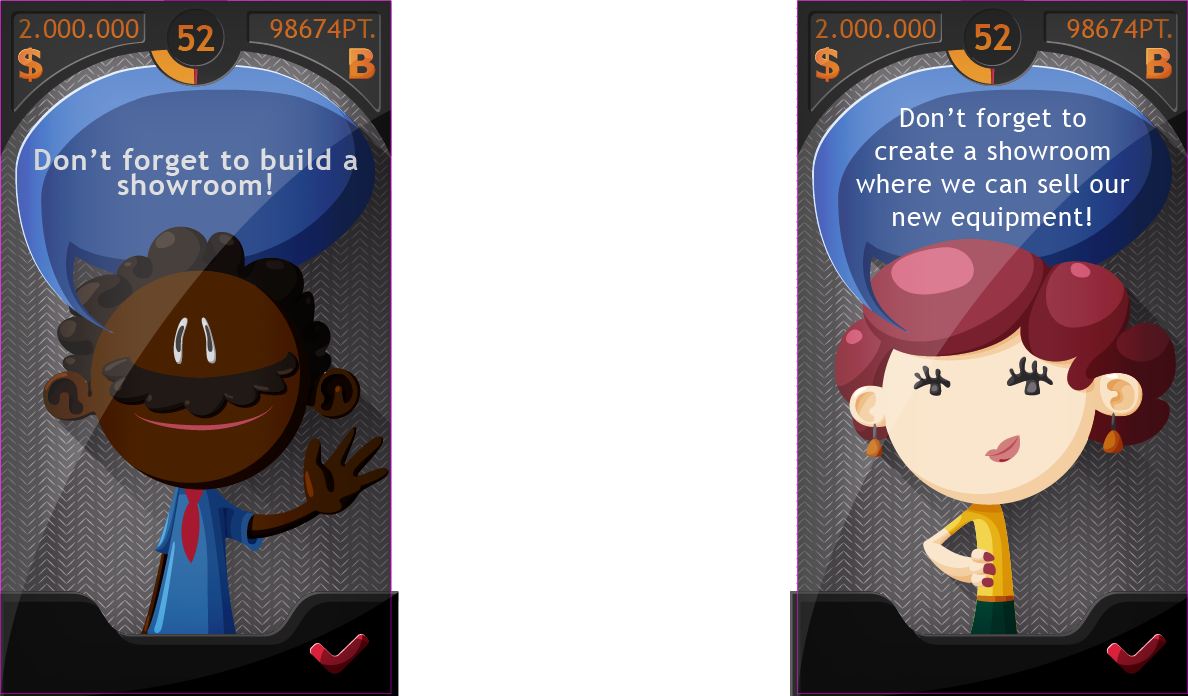 2.000.000
52
98674PT.
$
B
Don't forget to build a
showroom!
2.000.000
52
98674PT.
$
B
Don't forget to
create a showroom
where we can sell our
new equipment!